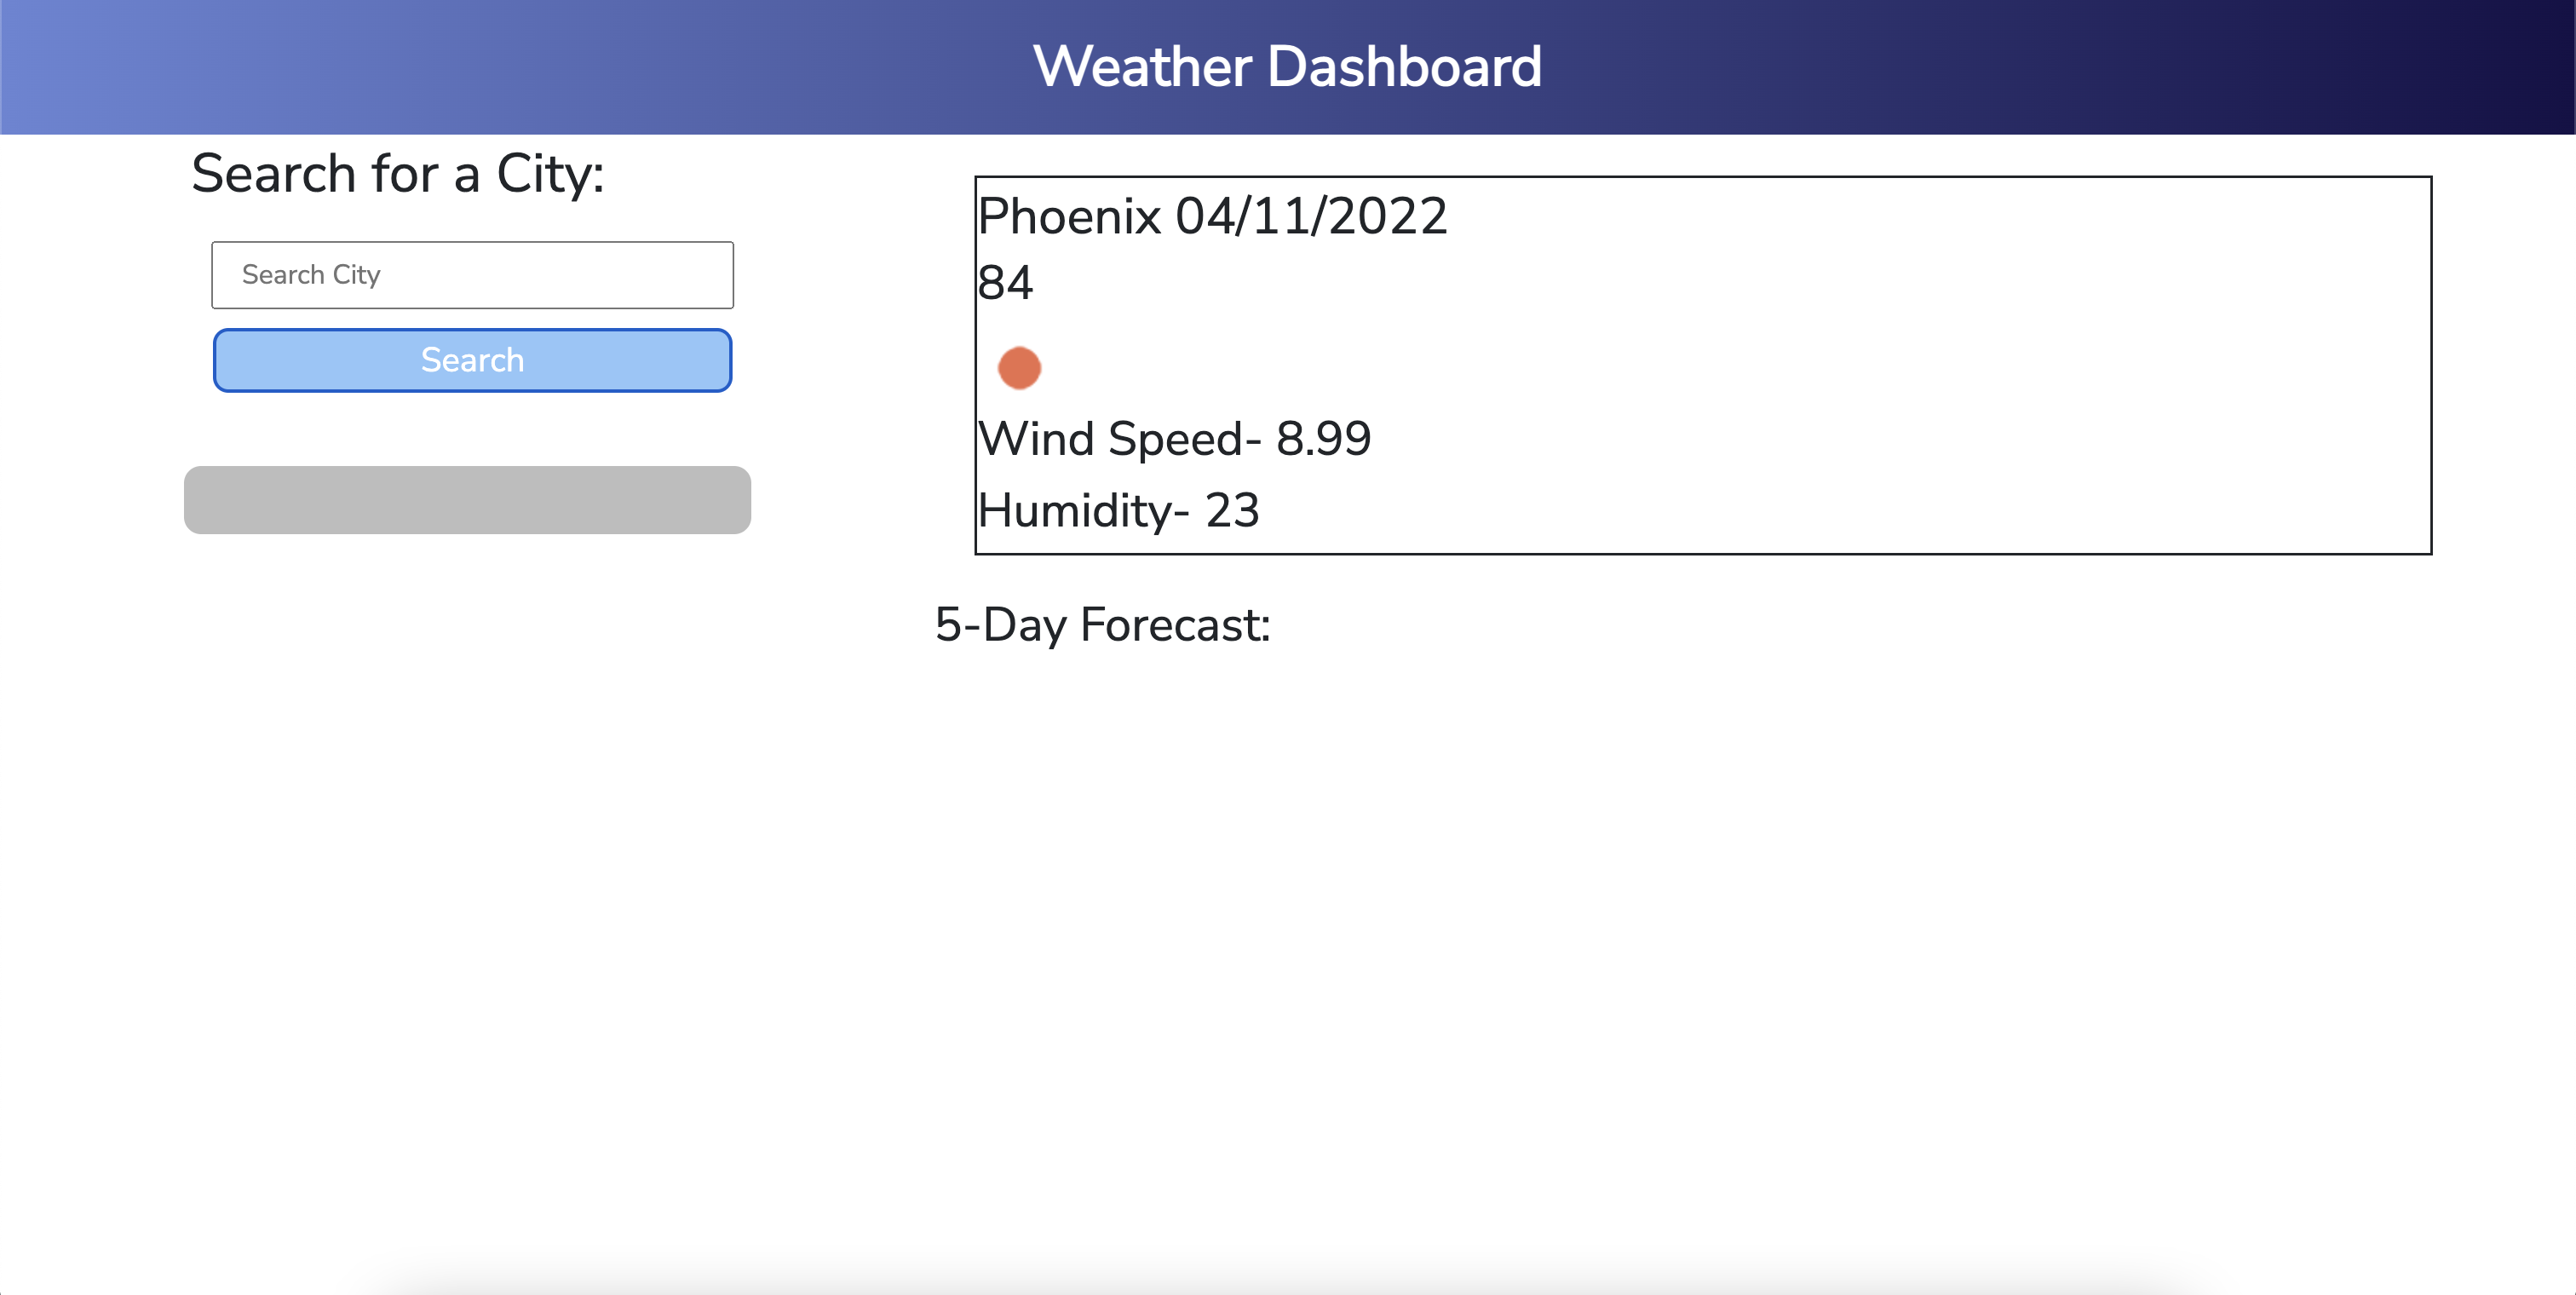 Weather Dashboard
Search for a City:
Search City
Search
Phoenix 04/11/2022
84
Wind Speed- 8.99
Humidity- 23
5-Day Forecast: